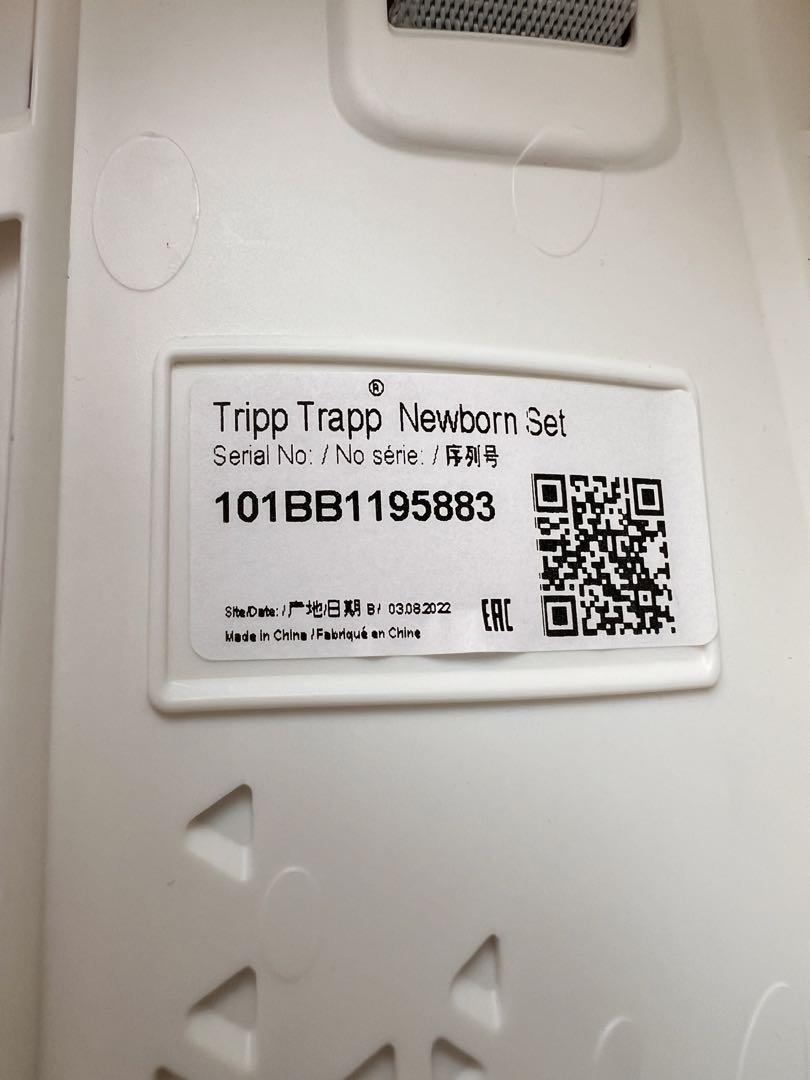 Tripp Trapp® Newborn Set
Serial No: / No série: / 序列号
101BB1195883
Site/Date: / 产地/日期 B/ 03.08.2022
Made in China / Fabriqué en Chine
EAC